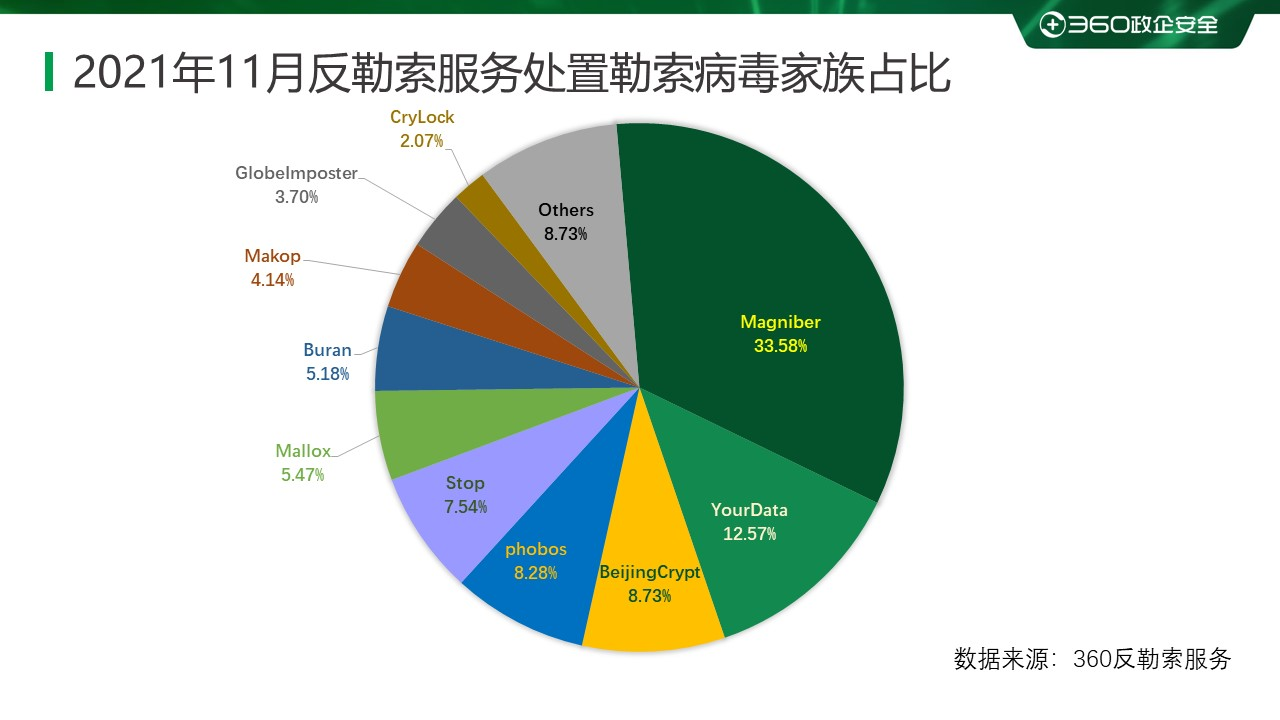 360政企安全
2021年11月反勒索服务处置勒索病毒家族占比
CryLock
2.07%
GlobeImposter
3.70%
Others
8.73%
Makop
4.14%
Magniber
33.58%
Buran
5.18%
Mallox
5.47%
Stop
7.54%
YourData
12.57%
phobos
8.28%
BeijingCrypt
8.73%
数据来源：360反勒索服务